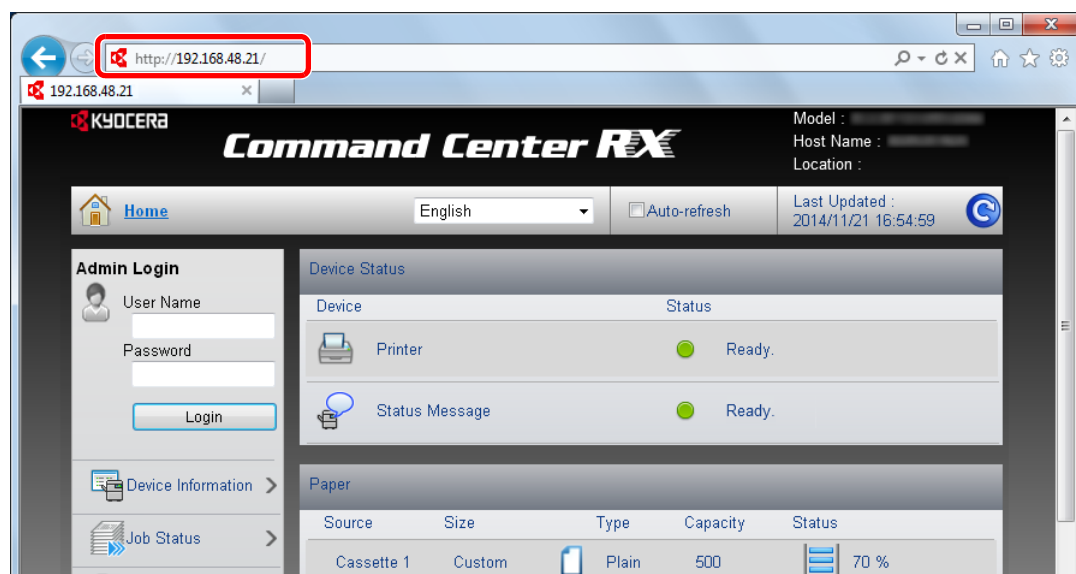 http://192.168.48.21/
192.168.48.21
KYOCERA
Command Center RX
Model :
Host Name :
Location :
Home
English
Auto-refresh
Last Updated :
2014/11/21 16:54:59
Admin Login
User Name
Password
Login
Device Information
Job Status
Device Status
Device Status
Printer Ready.
Status Message Ready.
Paper
Source Size Type Capacity Status
Cassette 1 Custom Plain 500 70 %